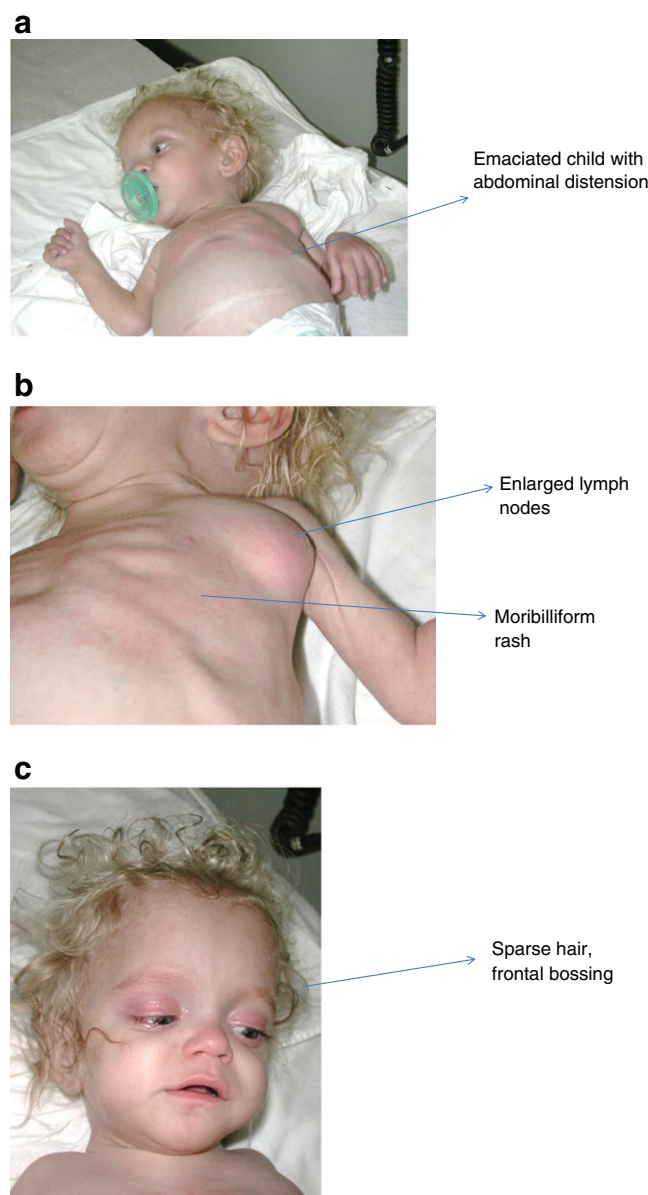 a
Emaciated child with
abdominal distension
b
Enlarged lymph
nodes
Moribilliform
rash
c
Sparse hair,
frontal bossing